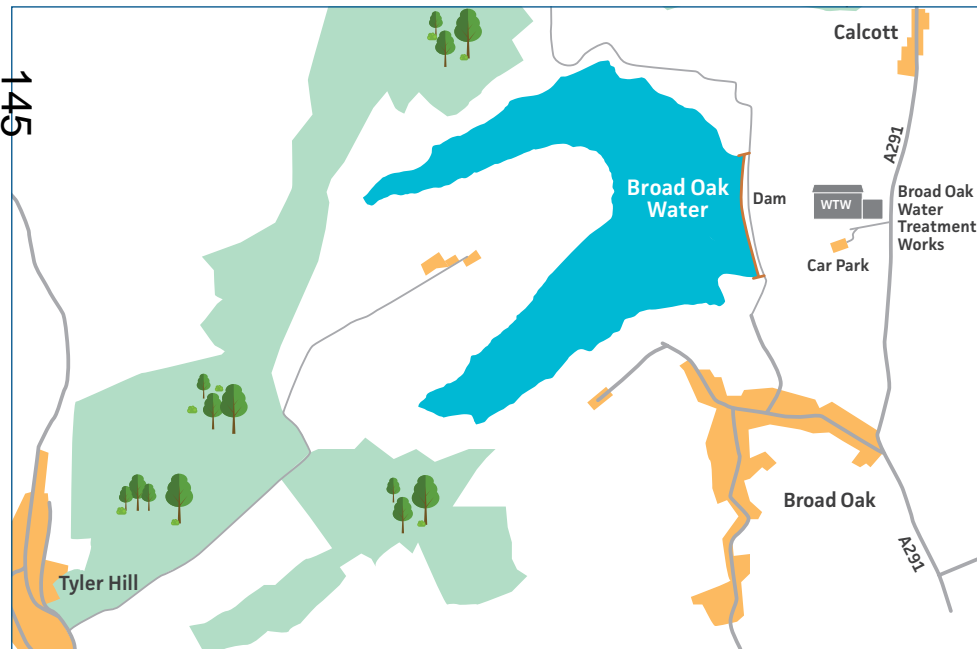 145
Calcott
A291
Broad Oak
Water
Dam
WTW
Broad Oak
Water
Treatment
Works
Car Park
Broad Oak
A291
Tyler Hill